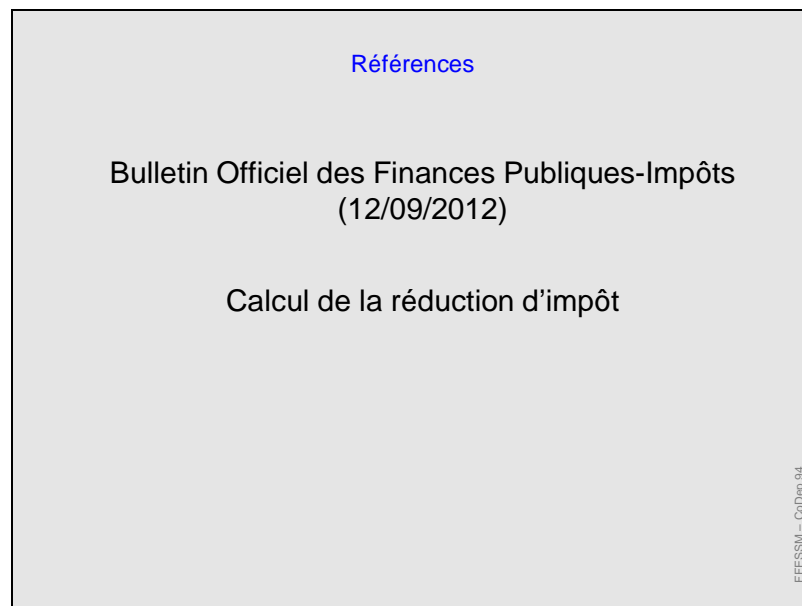 Références
Bulletin Officiel des Finances Publiques-Impôts
(12/09/2012)
Calcul de la réduction d'impôt
FFESSM – CoDep 94